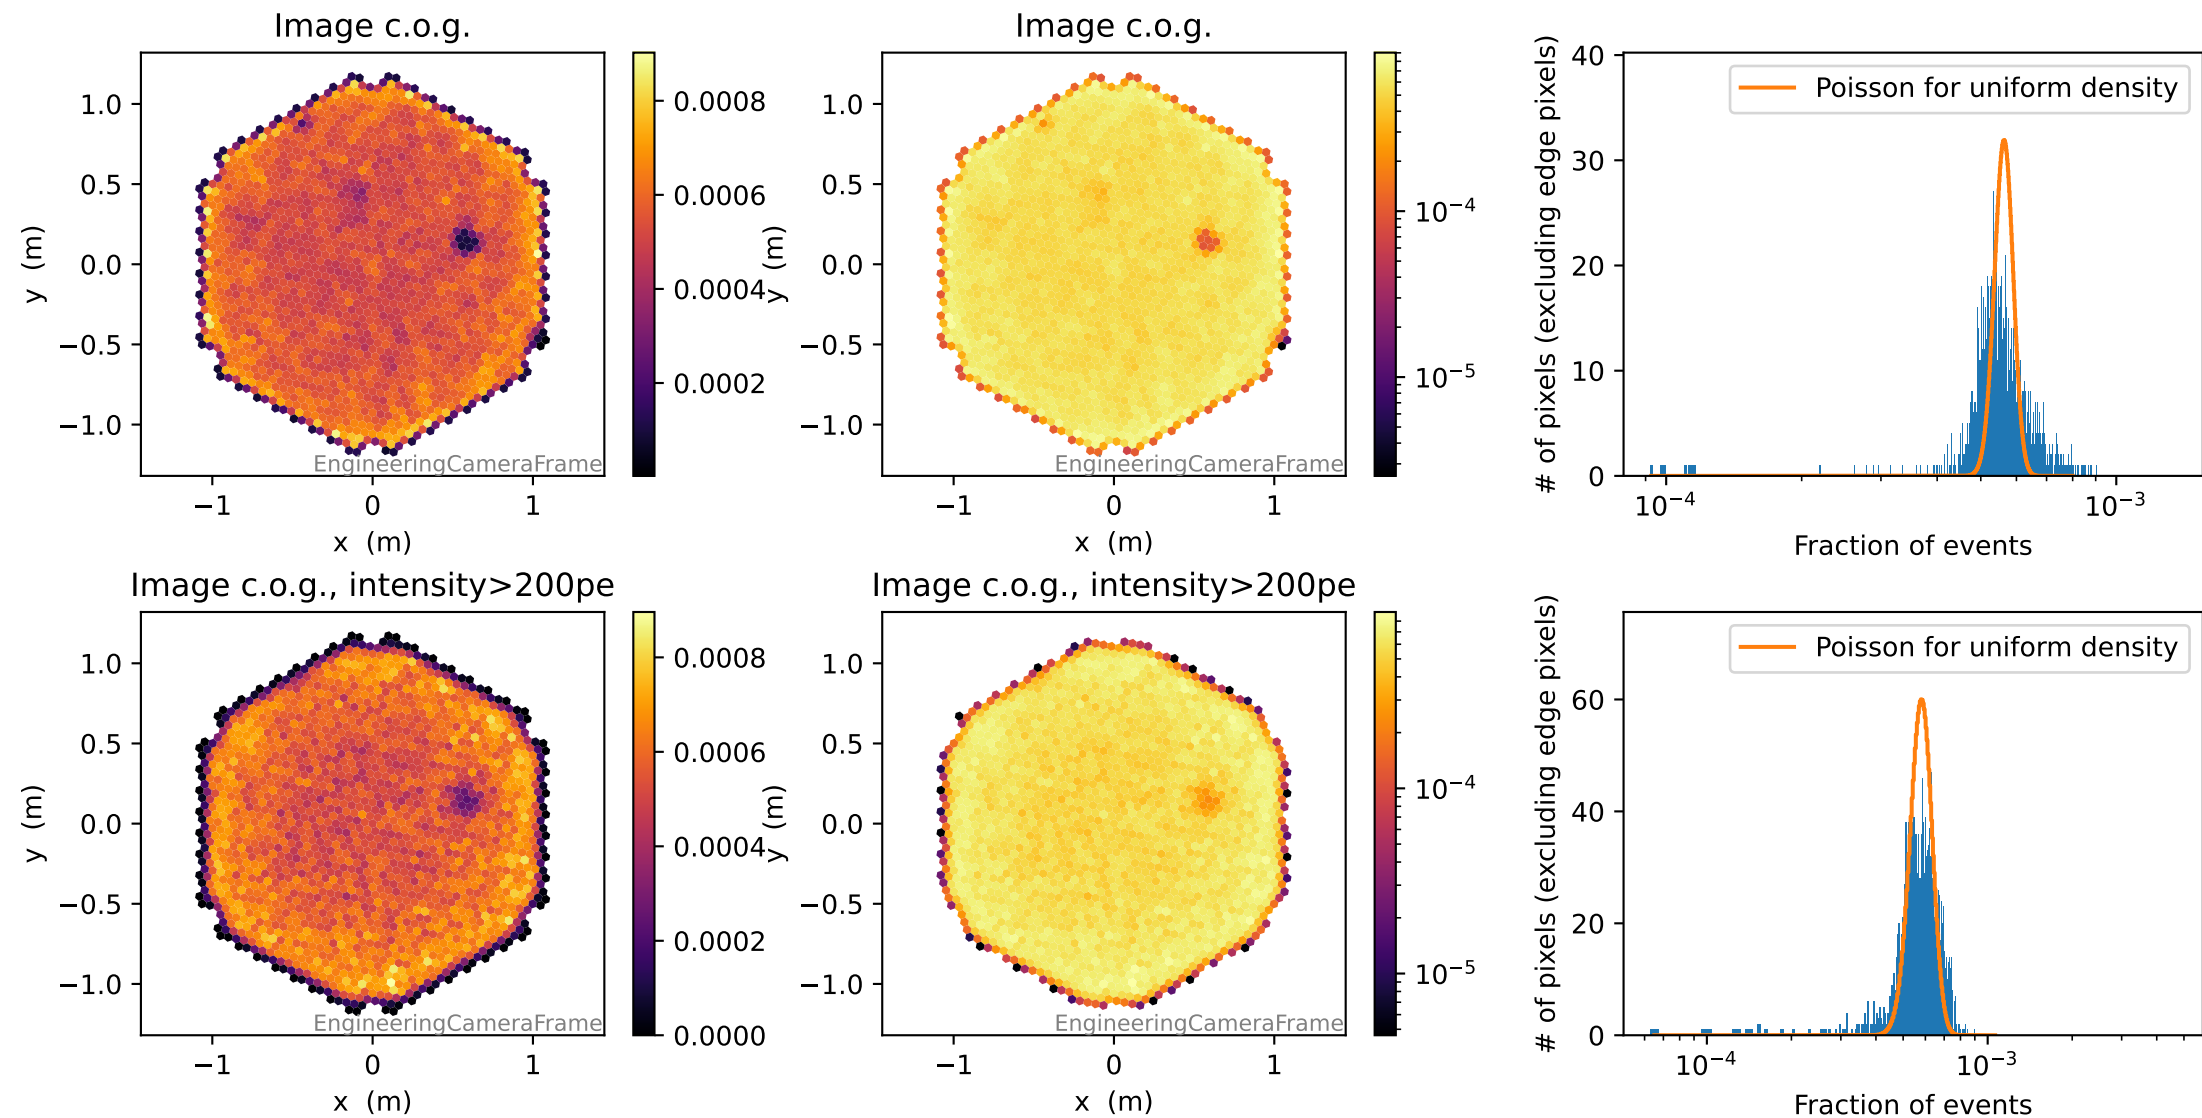 Image c.o.g.
1.0
0.5
0.0
−0.5
−1.0
y (m)
−1
0
1
x (m)
EngineeringCameraFrame
0.0008
0.0006
0.0004
0.0002
Image c.o.g.
1.0
0.5
0.0
−0.5
−1.0
y (m)
−1
0
1
x (m)
EngineeringCameraFrame
10⁻⁴
10⁻⁵
# of pixels (excluding edge pixels)
40
30
20
10
0
Poisson for uniform density
10⁻⁴
10⁻³
Fraction of events
Image c.o.g., intensity>200pe
1.0
0.5
0.0
−0.5
−1.0
y (m)
−1
0
1
x (m)
EngineeringCameraFrame
0.0008
0.0006
0.0004
0.0002
0.0000
Image c.o.g., intensity>200pe
1.0
0.5
0.0
−0.5
−1.0
y (m)
−1
0
1
x (m)
EngineeringCameraFrame
10⁻⁴
10⁻⁵
# of pixels (excluding edge pixels)
60
40
20
0
Poisson for uniform density
10⁻⁴
10⁻³
Fraction of events